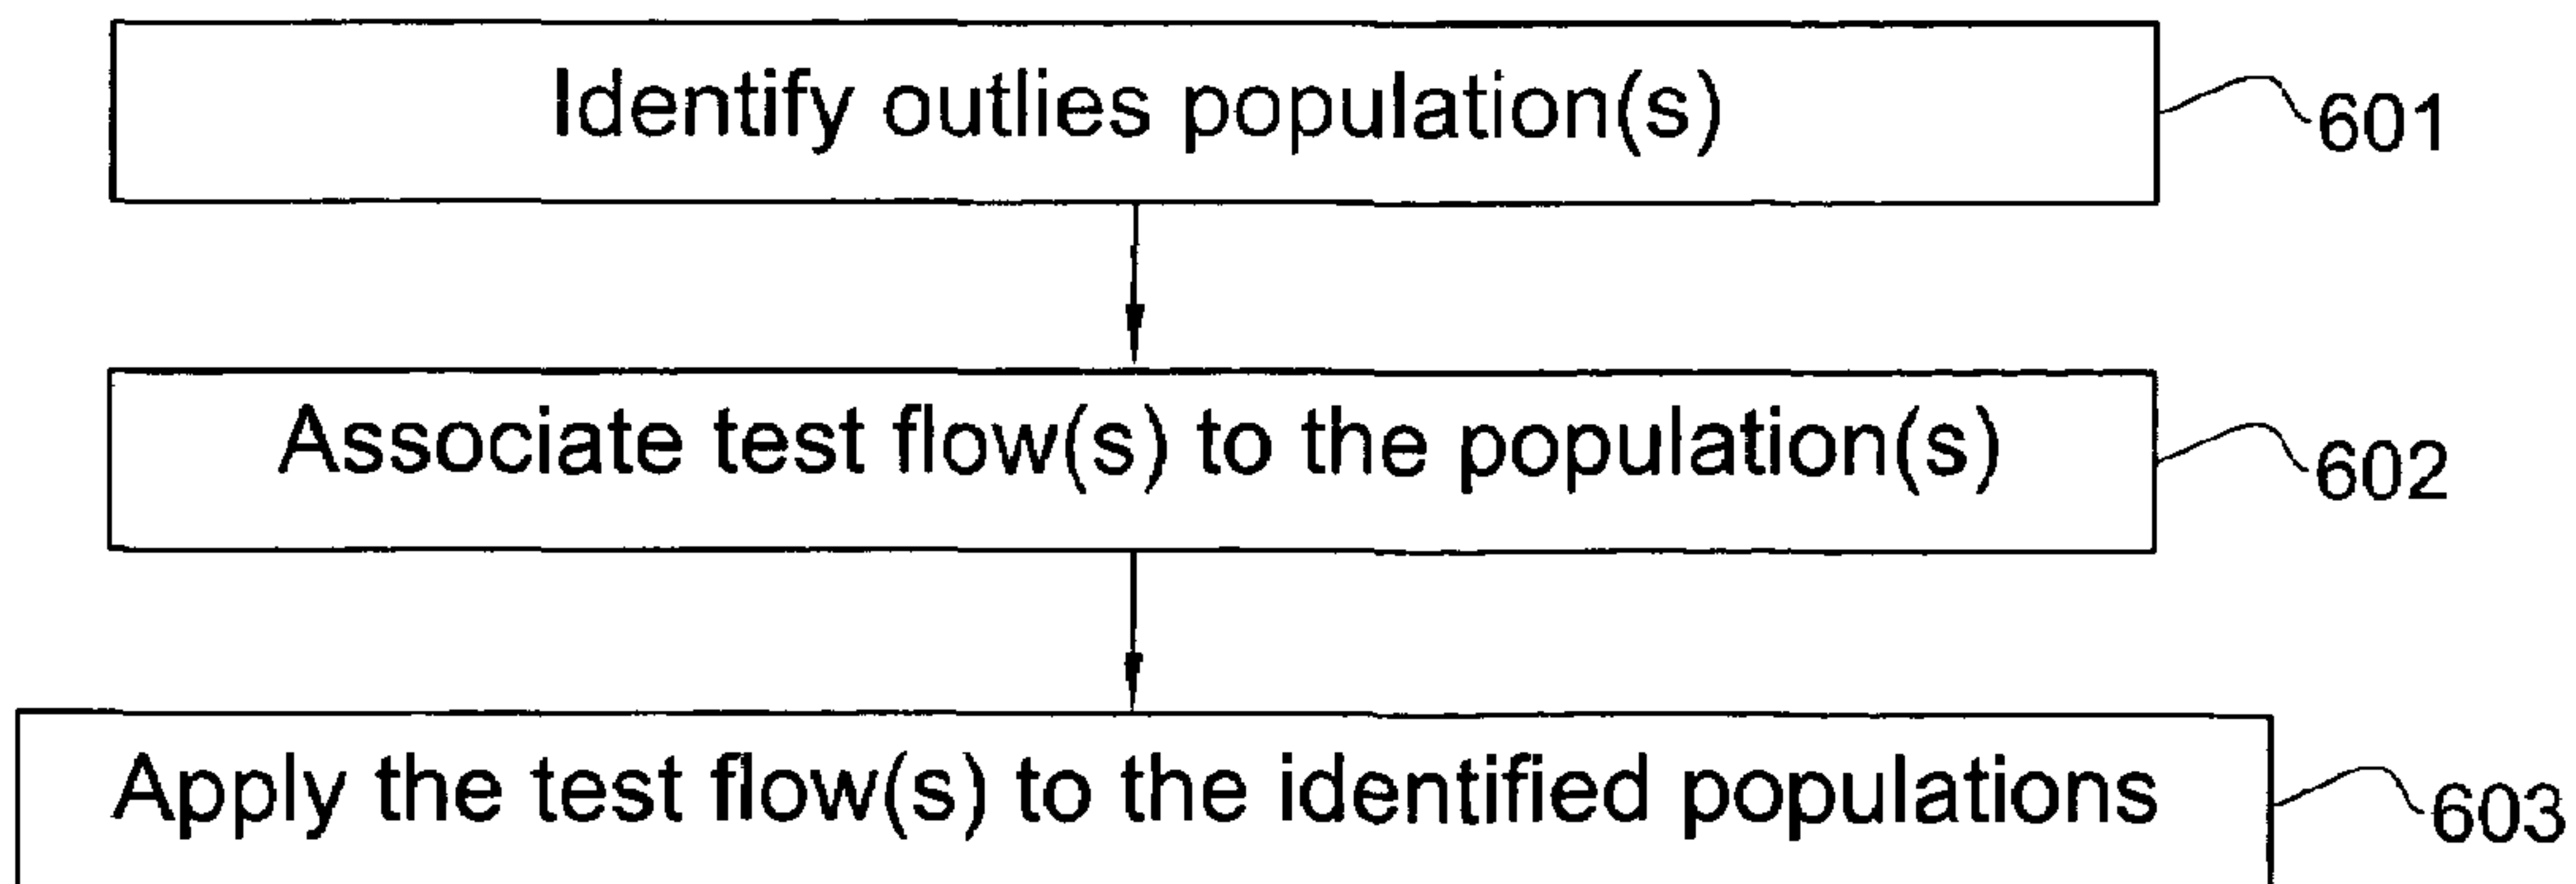 Identify outlies population(s)
601
Associate test flow(s) to the population(s)
602
Apply the test flow(s) to the identified populations
603